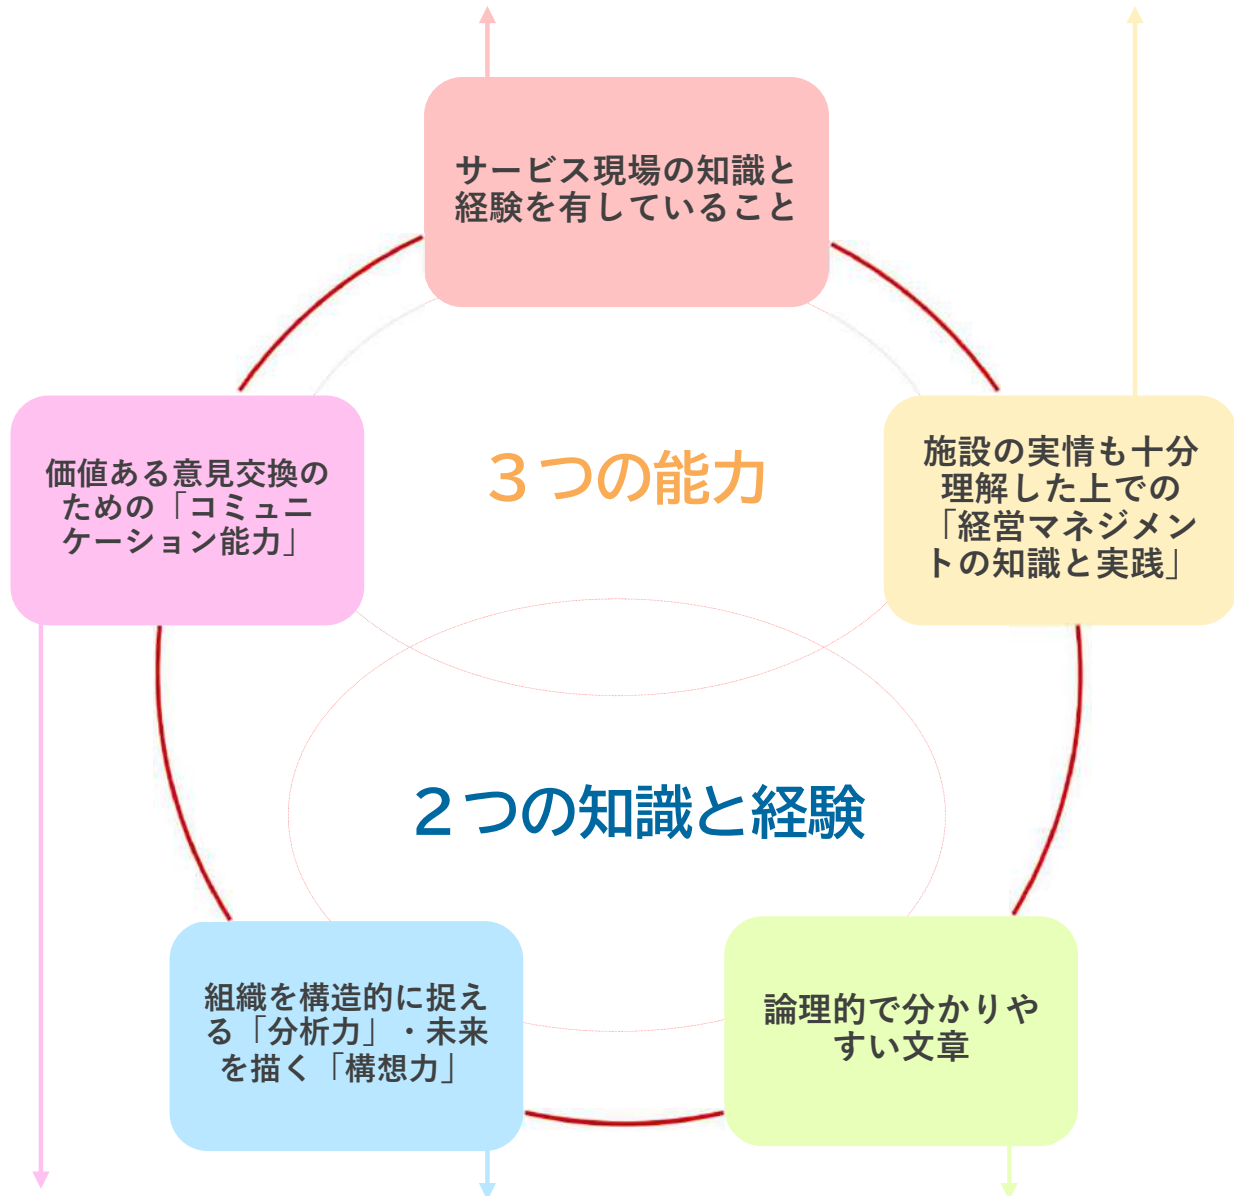 サービス現場の知識と
経験を有していること
価値ある意見交換の
ための「コミュニ
ケーション能力」
3つの能力
施設の実情も十分
理解した上での
「経営マネジメン
トの知識と実践」
2つの知識と経験
組織を構造的に捉え
る「分析力」・未来
を描く「構想力」
論理的で分かりや
すい文章